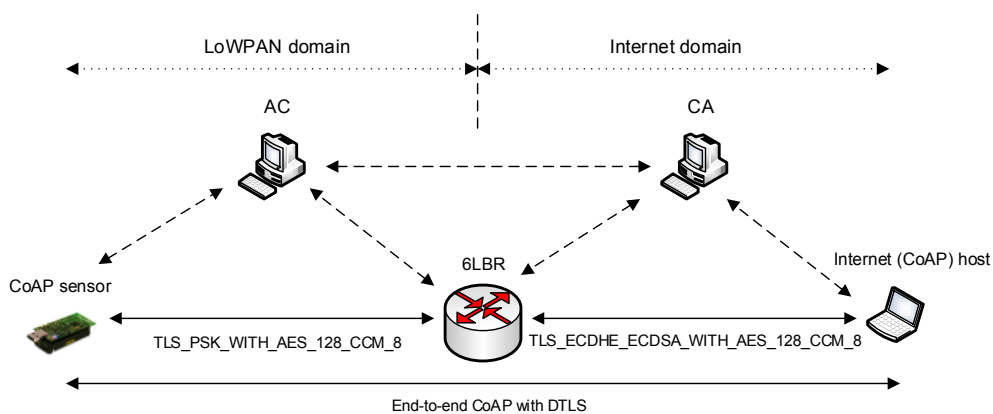 LoWPAN domain
Internet domain
AC
CA
6LBR
Internet (CoAP) host
CoAP sensor
TLS_PSK_WITH_AES_128_CCM_8
TLS_ECDHE_ECDSA_WITH_AES_128_CCM_8
End-to-end CoAP with DTLS